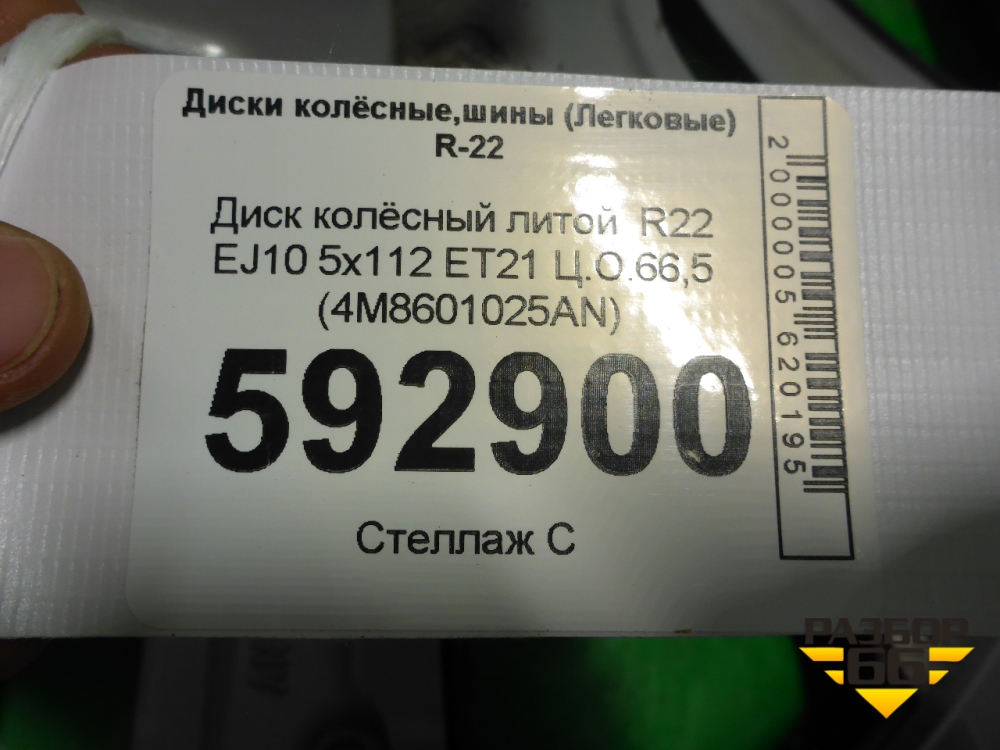 Диски колёсные,шины (Легковые)
R-22
Диск колёсный литой R22
EJ10 5x112 ET21 Ц.О.66,5
(4M8601025AN)
592900
Стеллаж С
2000005620195
РАЗБОР
66